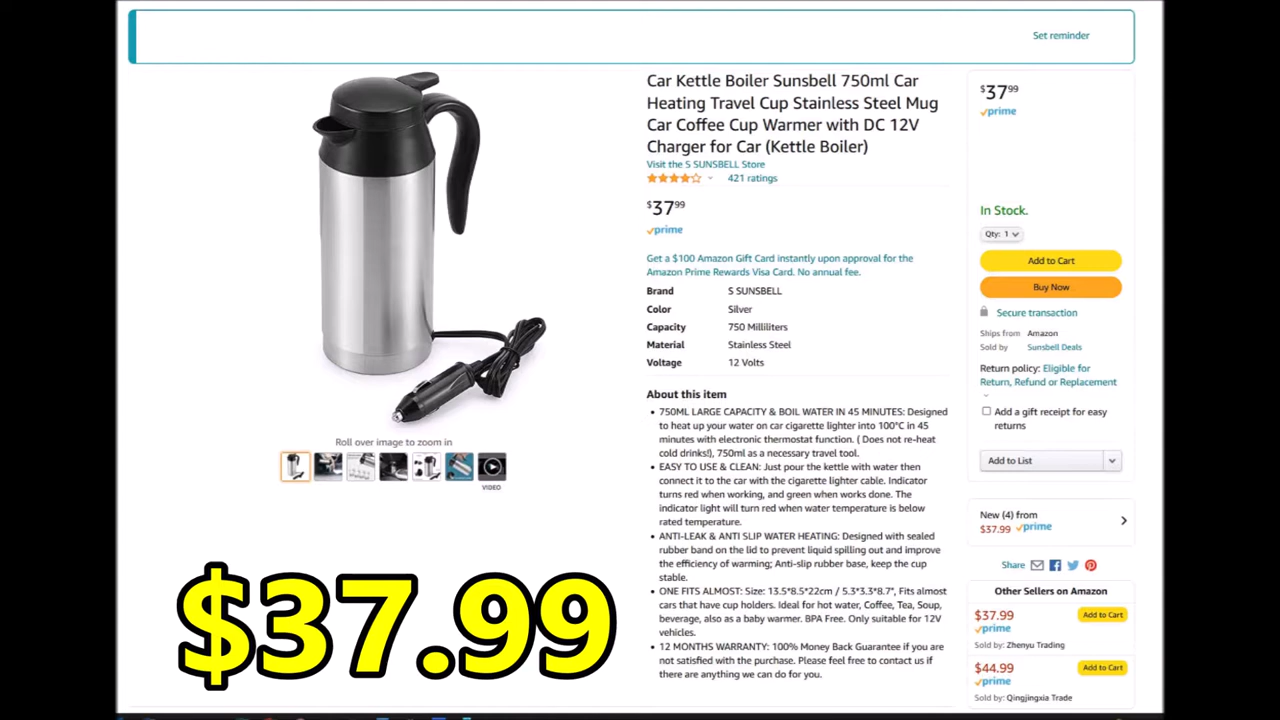 Set reminder
Car Kettle Boiler Sunsbell 750ml Car
Heating Travel Cup Stainless Steel Mug
Car Coffee Cup Warmer with DC 12V
Charger for Car (Kettle Boiler)
Visit the S SUNSBELL Store
421 ratings
$37 99
prime
Get a $100 Amazon Gift Card instantly upon approval for the
Amazon Prime Rewards Visa Card. No annual fee.
Brand S SUNSBELL
Color Silver
Capacity 750 Milliliters
Material Stainless Steel
Voltage 12 Volts
About this item
• 750ML LARGE CAPACITY & BOIL WATER IN 45 MINUTES: Designed
to heat up your water on car cigarette lighter into 100°C in 45
minutes with electronic thermostat function. ( Does not re-heat
cold drinks!), 750ml as a necessary travel tool.
• EASY TO USE & CLEAN: Just pour the kettle with water then
connect it to the car with the cigarette lighter cable. Indicator
turns red when working, and green when works done. The
indicator light will turn red when water temperature is below
rated temperature.
• ANTI-LEAK & ANTI SLIP WATER HEATING: Designed with sealed
rubber band on the lid to prevent liquid spilling out and improve
the efficiency of warming; Anti-slip rubber base, keep the cup
stable.
• ONE FITS ALMOST: Size: 13.5*8.5*22cm / 5.3*3.3*8.7", Fits almost
cars that have cup holders. Ideal for hot water, Coffee, Tea, Soup,
beverage, also as a baby warmer. BPA Free. Only suitable for 12V
vehicles.
• 12 MONTHS WARRANTY: 100% Money Back Guarantee if you are
not satisfied with the purchase. Please feel free to contact us if
there are anything we can do for you.
Roll over image to zoom in
VIDEO
$37.99
$37 99
prime
In Stock.
Qty: 1
Add to Cart
Buy Now
Secure transaction
Ships from Amazon
Sold by Sunsbell Deals
Return policy: Eligible for
Return, Refund or Replacement
Add a gift receipt for easy
returns
Add to List
New (4) from
$37.99 prime
Share
Other Sellers on Amazon
$37.99 Add to Cart
prime
Sold by: Zhenyu Trading
$44.99 Add to Cart
prime
Sold by: Qingjingxia Trade